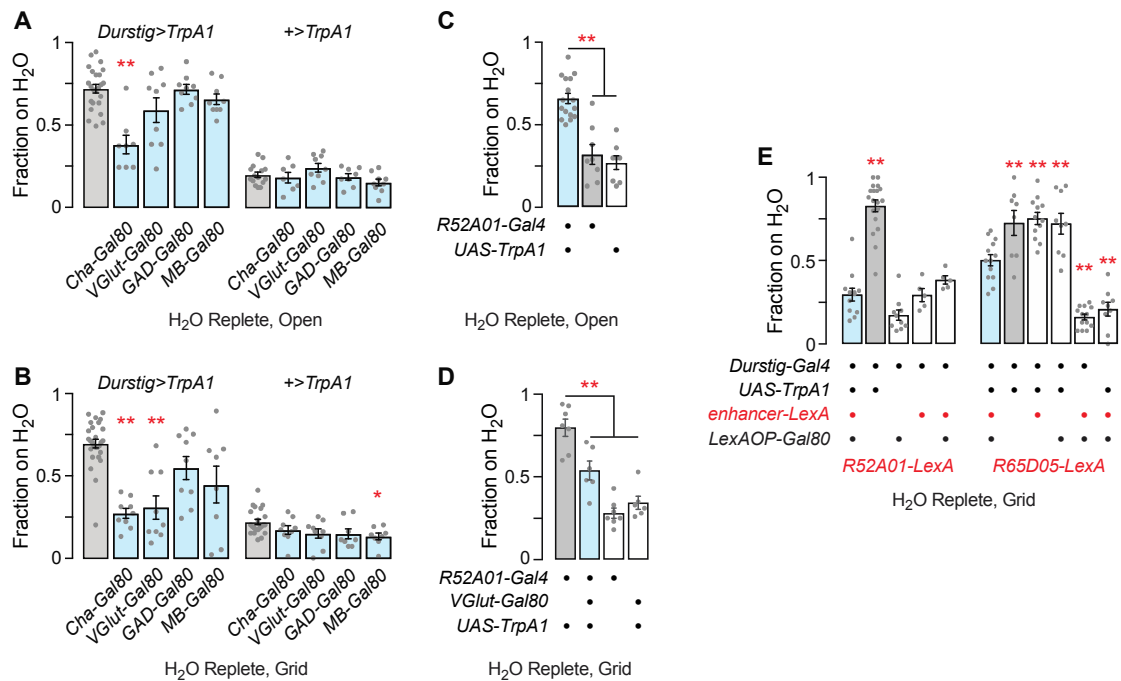 A
Durstig>TrpA1
+>TrpA1
Fraction on H₂O
1
0.5
0
**
Cha-Gal80
VGlut-Gal80
GAD-Gal80
MB-Gal80
Cha-Gal80
VGlut-Gal80
GAD-Gal80
MB-Gal80
H₂O Replete, Open
B
Durstig>TrpA1
+>TrpA1
Fraction on H₂O
1
0.5
0
**
**
*
Cha-Gal80
VGlut-Gal80
GAD-Gal80
MB-Gal80
Cha-Gal80
VGlut-Gal80
GAD-Gal80
MB-Gal80
H₂O Replete, Grid
C
**
Fraction on H₂O
1
0.5
0
R52A01-Gal4
UAS-TrpA1
H₂O Replete, Open
D
**
Fraction on H₂O
1
0.5
0
R52A01-Gal4
VGlut-Gal80
UAS-TrpA1
H₂O Replete, Grid
E
Fraction on H₂O
1
0.5
0
**
** ** **
**
**
Durstig-Gal4
UAS-TrpA1
enhancer-LexA
LexAOP-Gal80
R52A01-LexA
R65D05-LexA
H₂O Replete, Grid